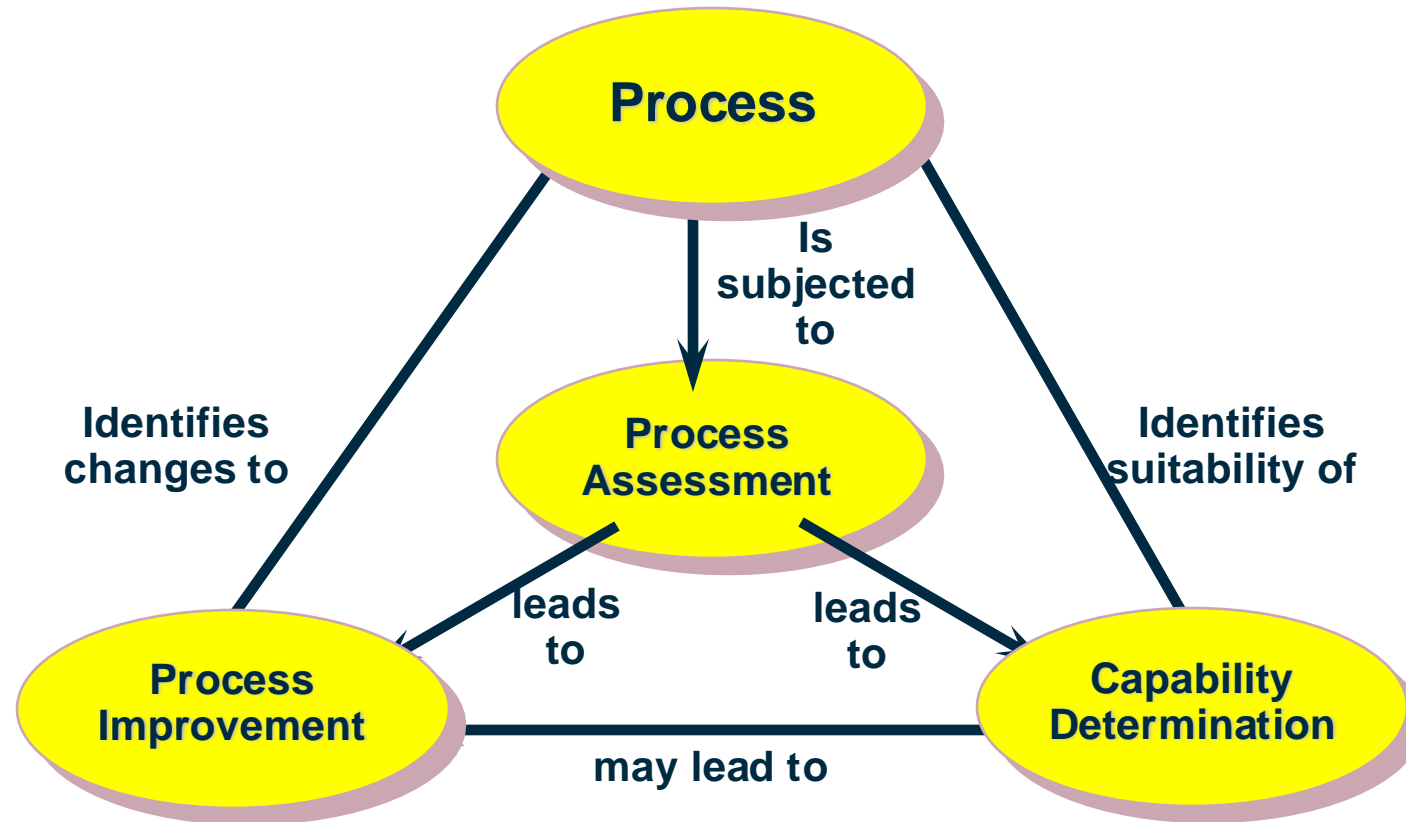 Process
Is
subjected
to
Identifies
changes to
Process
Assessment
Identifies
suitability of
leads
to
leads
to
Process
Improvement
Capability
Determination
may lead to